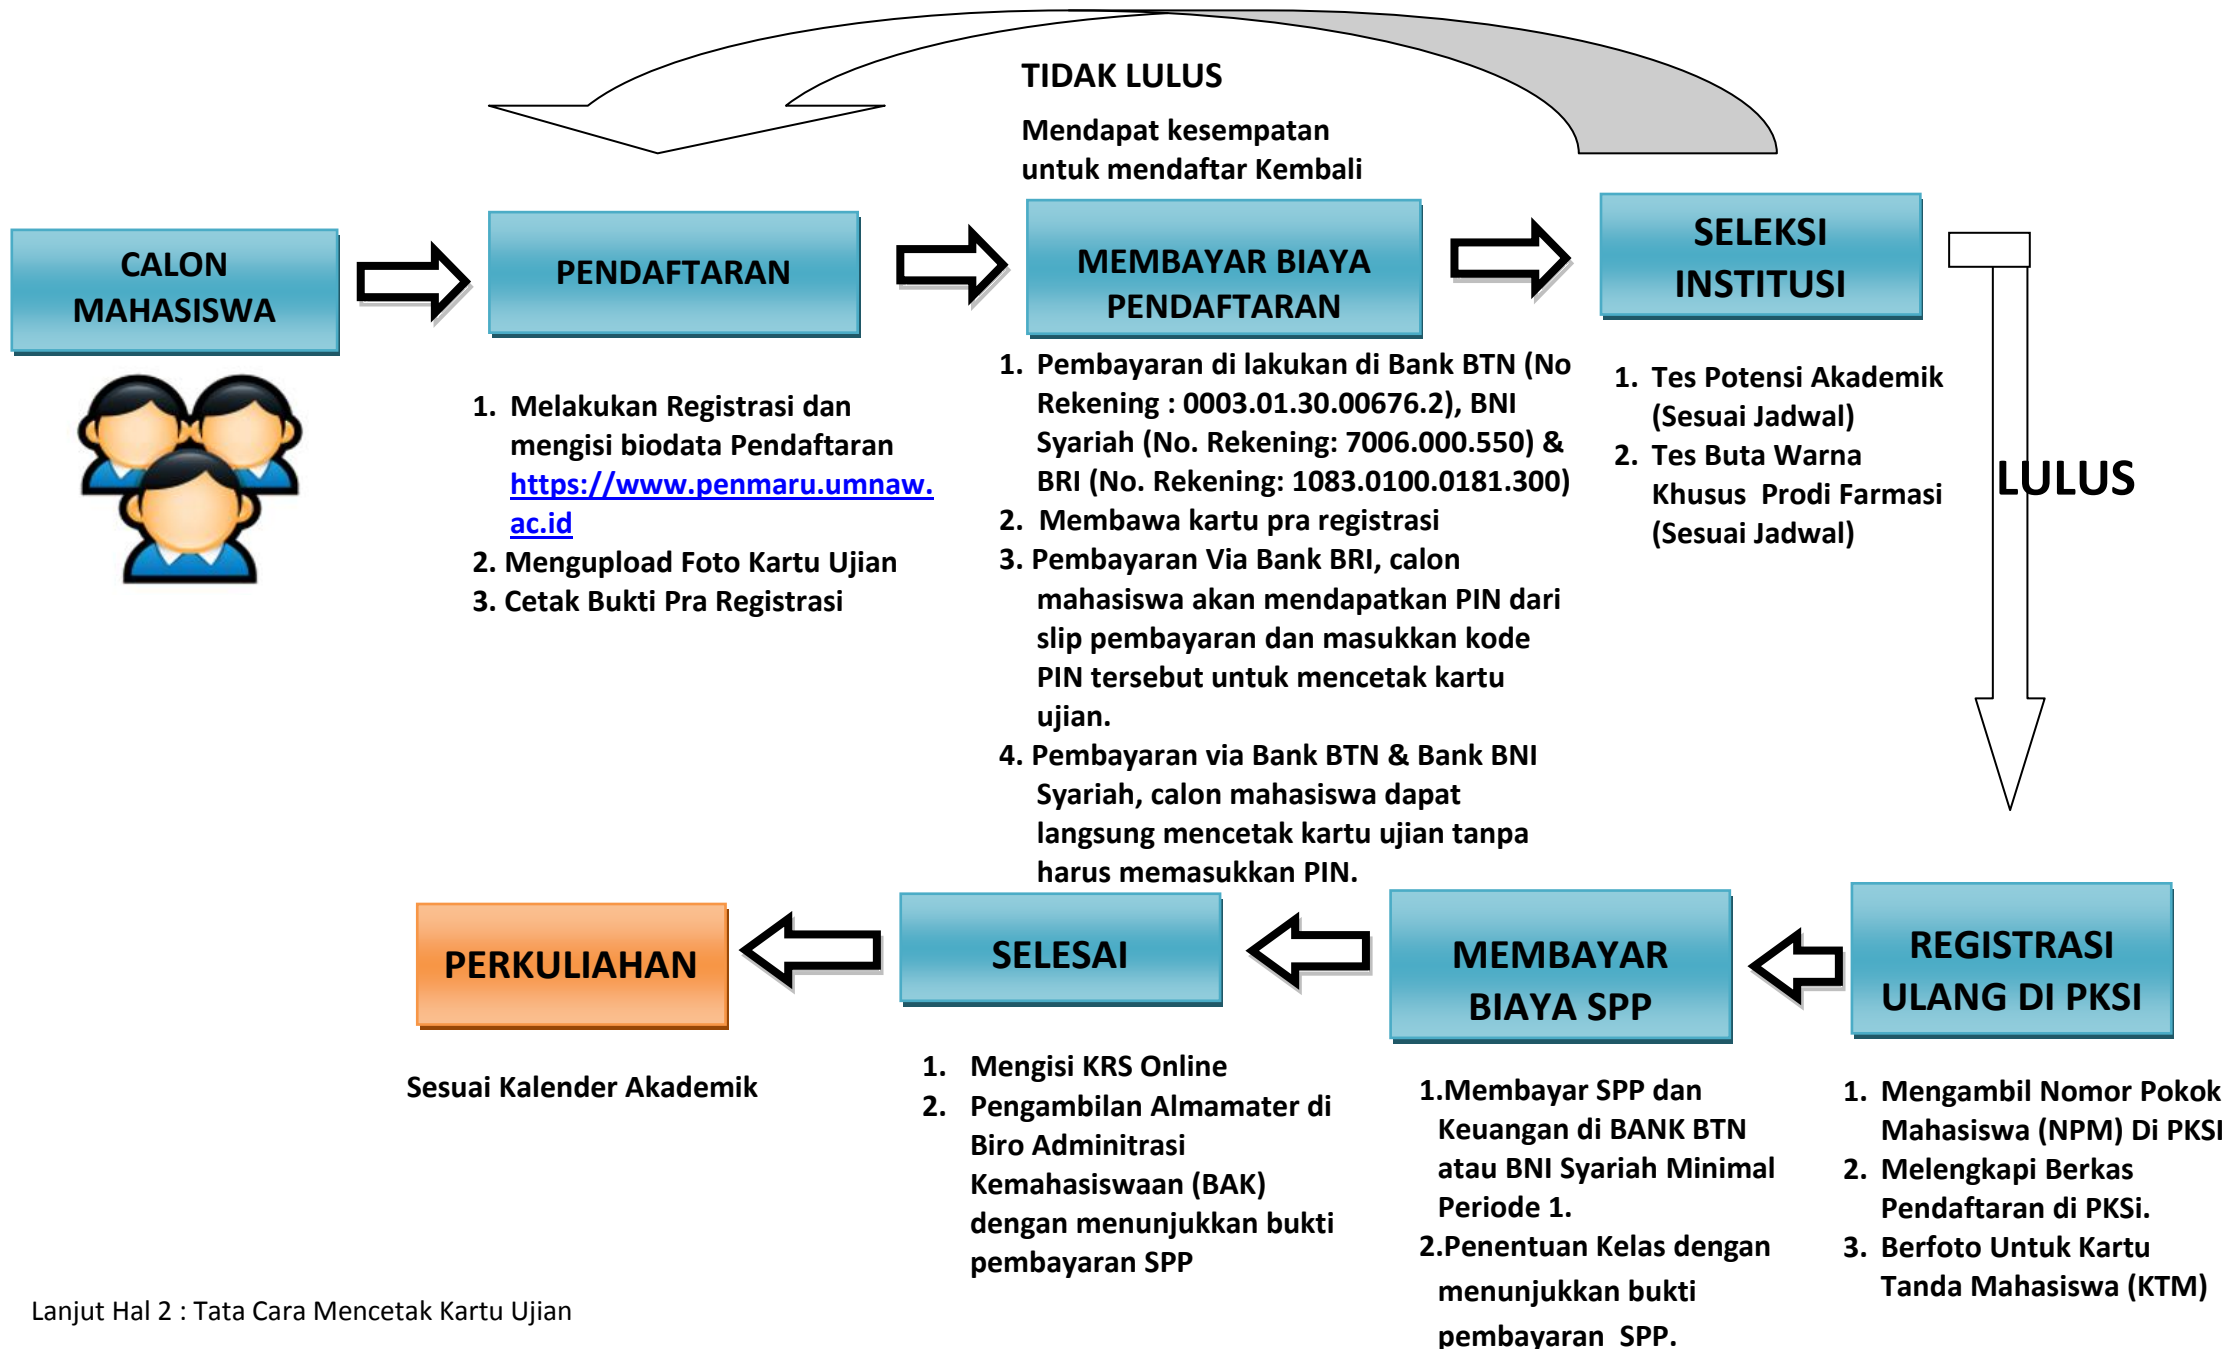 TIDAK LULUS
Mendapat kesempatan
untuk mendaftar Kembali
CALON
MAHASISWA
PENDAFTARAN
1. Melakukan Registrasi dan
mengisi biodata Pendaftaran
https://www.penmaru.umnaw.
ac.id
2. Mengupload Foto Kartu Ujian
3. Cetak Bukti Pra Registrasi
MEMBAYAR BIAYA
PENDAFTARAN
1. Pembayaran di lakukan di Bank BTN (No
Rekening : 0003.01.30.00676.2), BNI
Syariah (No. Rekening: 7006.000.550) &
BRI (No. Rekening: 1083.0100.0181.300)
2. Membawa kartu pra registrasi
3. Pembayaran Via Bank BRI, calon
mahasiswa akan mendapatkan PIN dari
slip pembayaran dan masukkan kode
PIN tersebut untuk mencetak kartu
ujian.
4. Pembayaran via Bank BTN & Bank BNI
Syariah, calon mahasiswa dapat
langsung mencetak kartu ujian tanpa
harus memasukkan PIN.
SELEKSI
INSTITUSI
1. Tes Potensi Akademik
(Sesuai Jadwal)
2. Tes Buta Warna
Khusus Prodi Farmasi
(Sesuai Jadwal)
LULUS
REGISTRASI
ULANG DI PKSI
1. Mengambil Nomor Pokok
Mahasiswa (NPM) Di PKSI
2. Melengkapi Berkas
Pendaftaran di PKSi.
3. Berfoto Untuk Kartu
Tanda Mahasiswa (KTM)
MEMBAYAR
BIAYA SPP
1.Membayar SPP dan
Keuangan di BANK BTN
atau BNI Syariah Minimal
Periode 1.
2.Penentuan Kelas dengan
menunjukkan bukti
pembayaran SPP.
SELESAI
1. Mengisi KRS Online
2. Pengambilan Almamater di
Biro Adminitrasi
Kemahasiswaan (BAK)
dengan menunjukkan bukti
pembayaran SPP
PERKULIAHAN
Sesuai Kalender Akademik
Lanjut Hal 2 : Tata Cara Mencetak Kartu Ujian